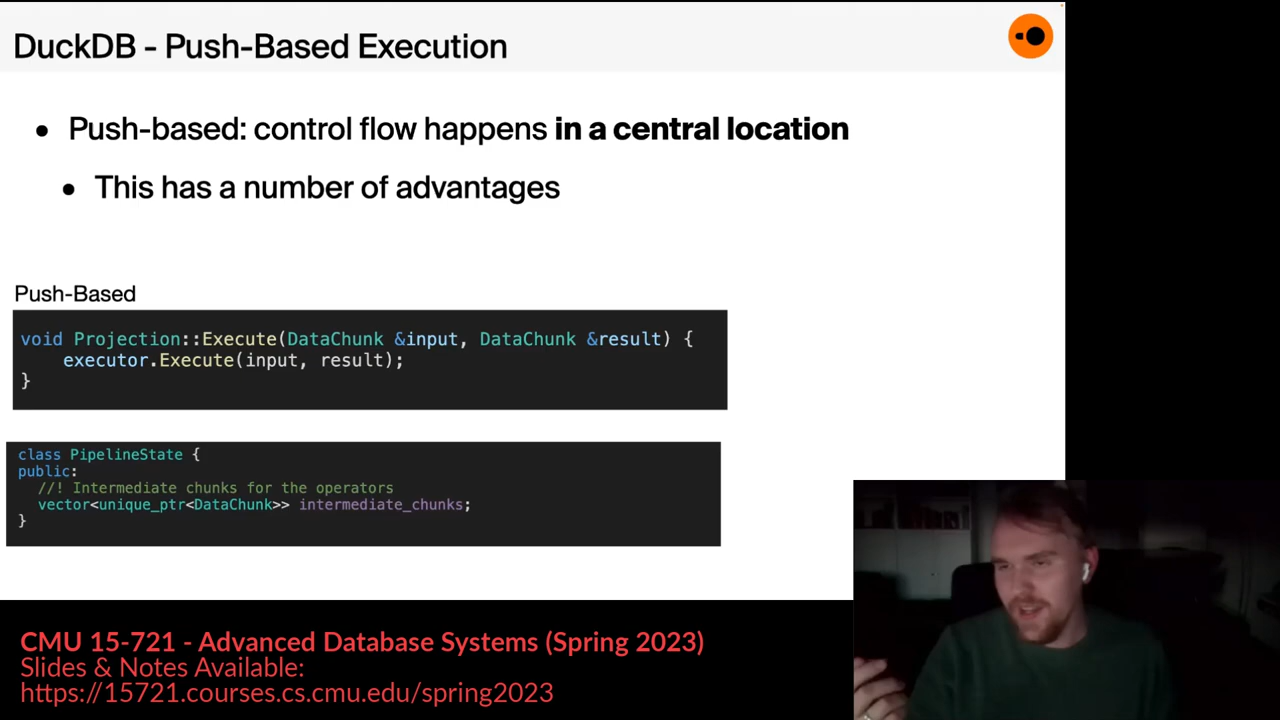 DuckDB - Push-Based Execution
• Push-based: control flow happens in a central location
• This has a number of advantages
Push-Based
void Projection::Execute(DataChunk &input, DataChunk &result) {
    executor.Execute(input, result);
}
class PipelineState {
public:
  //! Intermediate chunks for the operators
  vector<unique_ptr<DataChunk>> intermediate_chunks;
}
CMU 15-721 - Advanced Database Systems (Spring 2023)
Slides & Notes Available:
https://15721.courses.cs.cmu.edu/spring2023